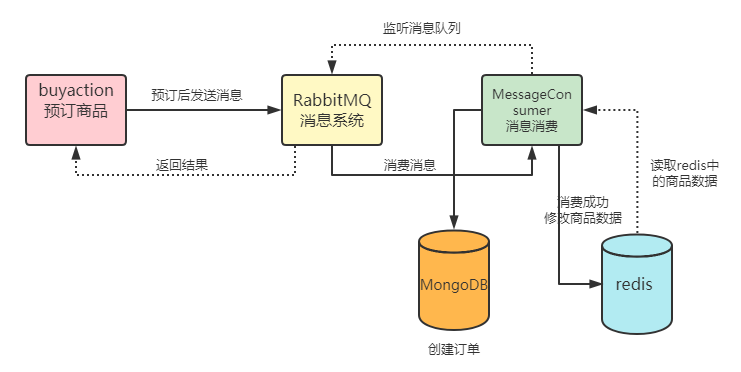 监听消息队列
buyaction
预订商品
预订后发送消息
RabbitMQ
消息系统
MessageCon
sumer
消息消费
返回结果
消费消息
读取redis中
的商品数据
消费成功
修改商品数据
MongoDB
redis
创建订单